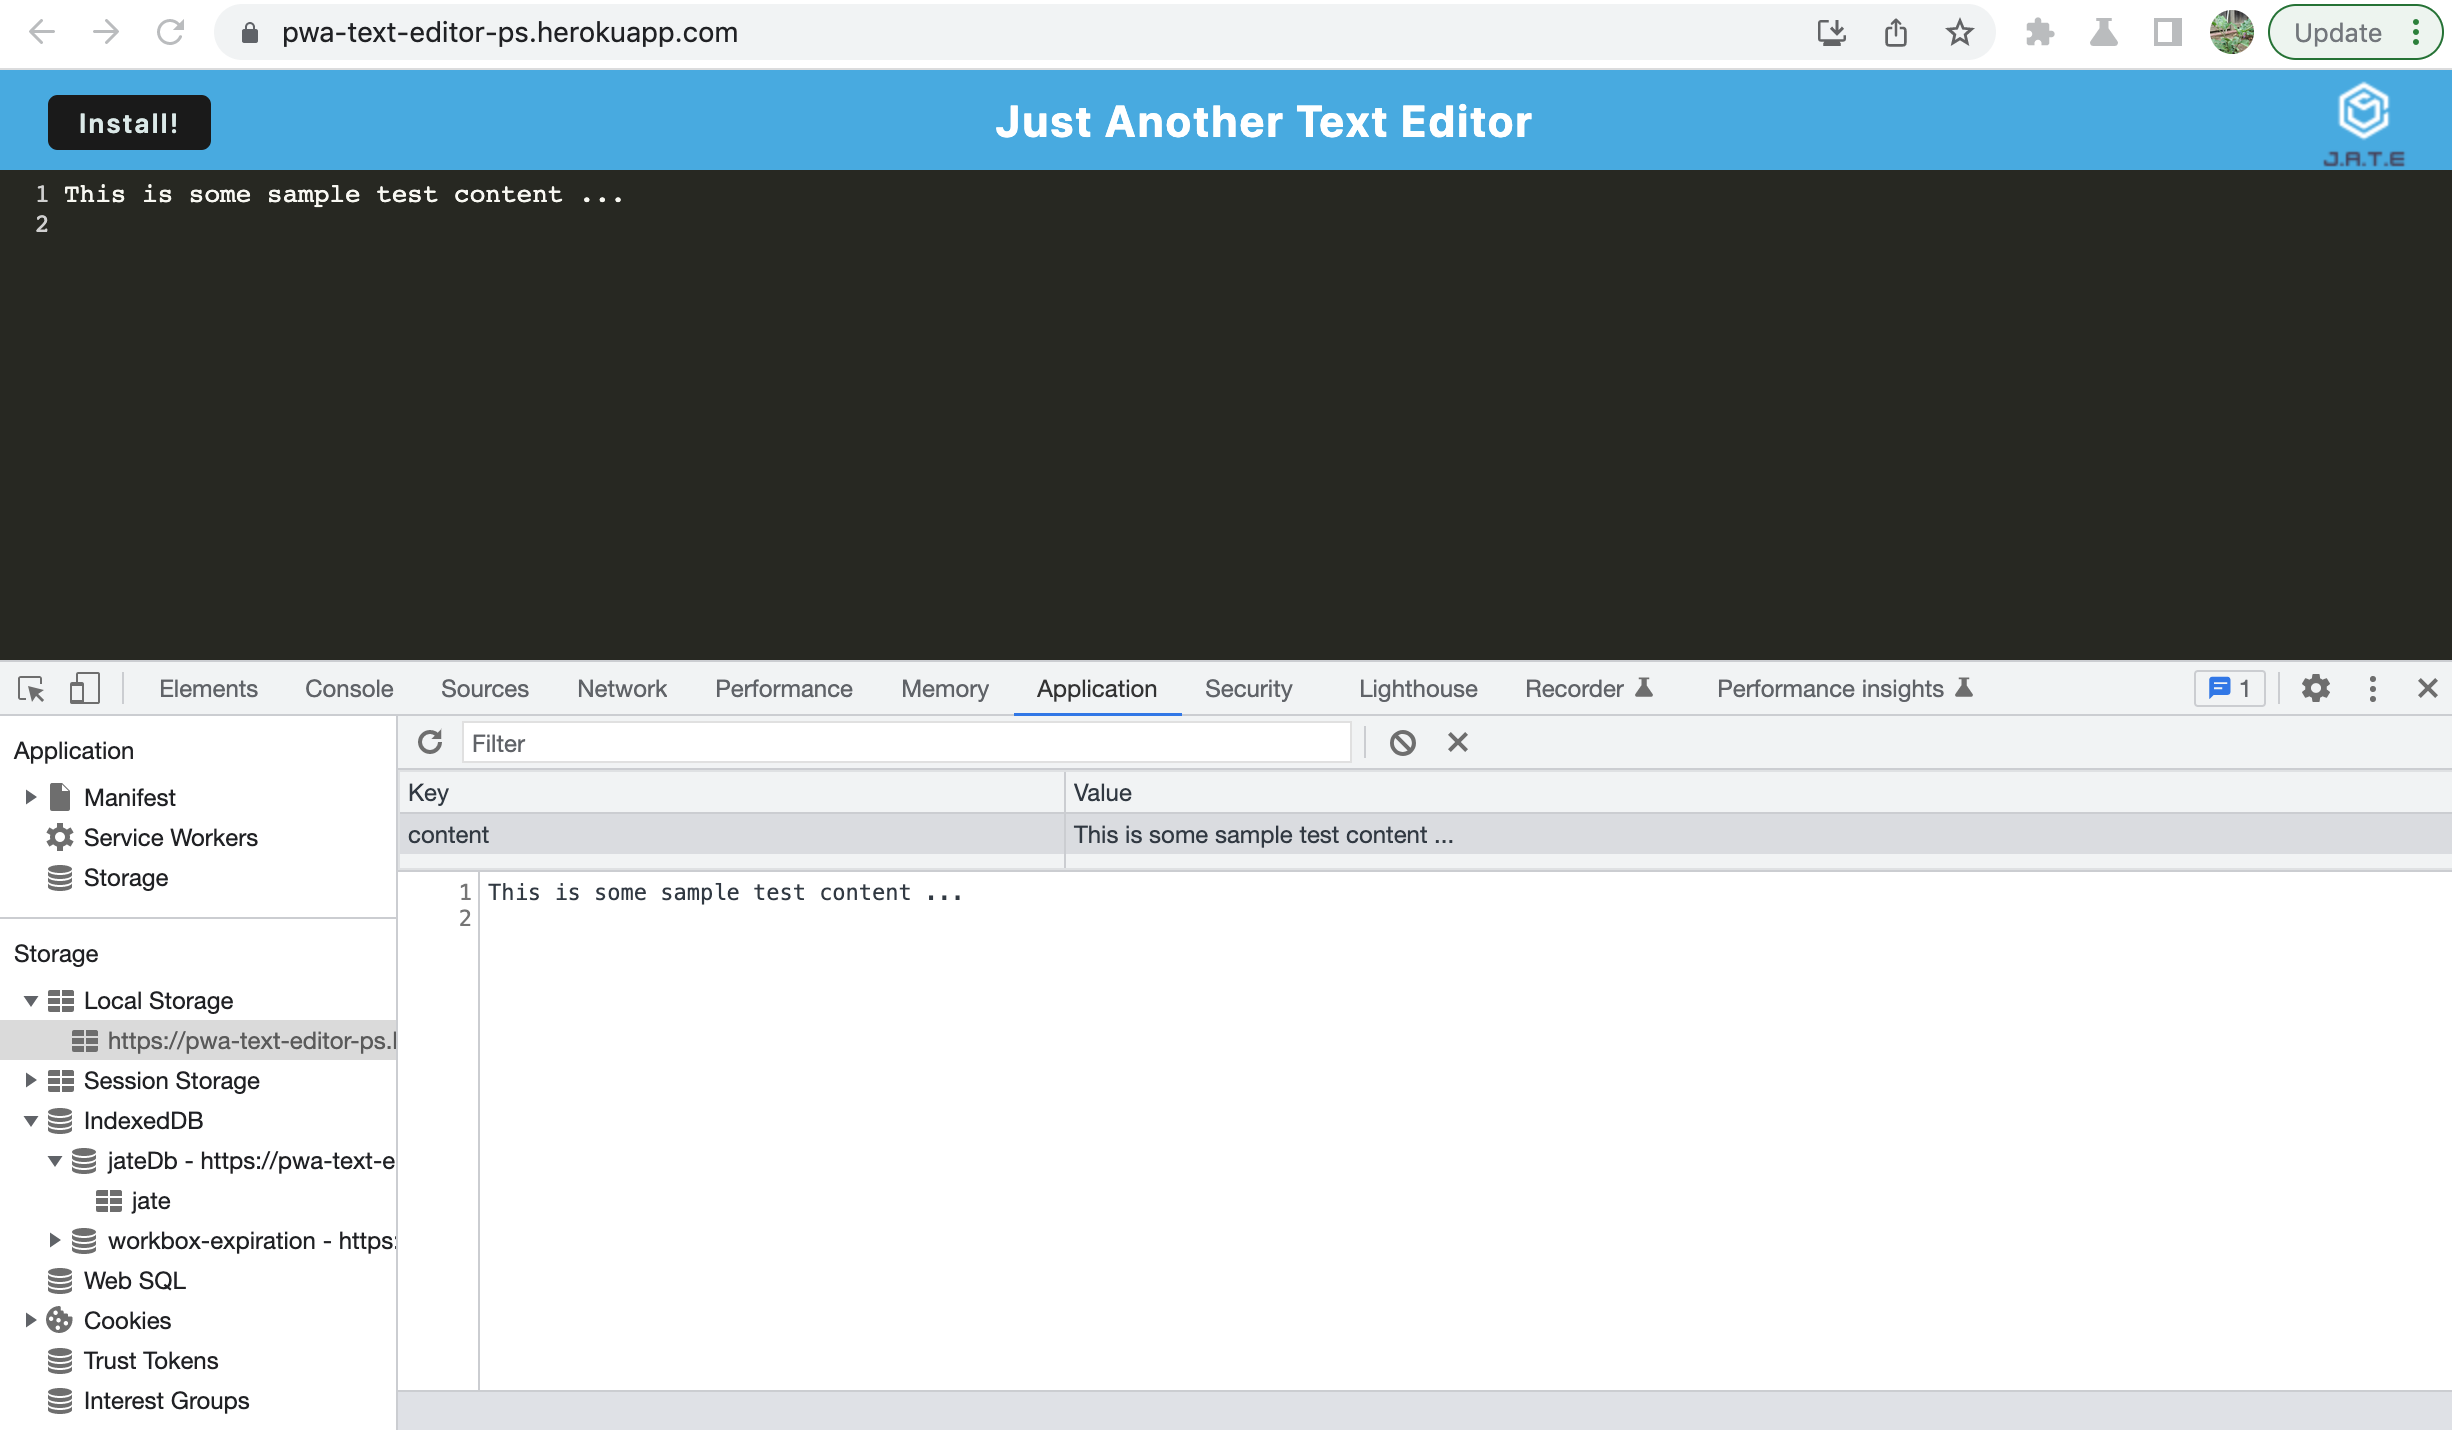 pwa-text-editor-ps.herokuapp.com
Update
Install!
Just Another Text Editor
J.A.T.E
1 This is some sample test content ...
2
Elements Console Sources Network Performance Memory Application Security Lighthouse Recorder Performance insights 1
Application
Manifest
Service Workers
Storage
Storage
Local Storage
https://pwa-text-editor-ps.l
Session Storage
IndexedDB
jateDb - https://pwa-text-e
jate
workbox-expiration - https:
Web SQL
Cookies
Trust Tokens
Interest Groups
Filter
Key Value
content This is some sample test content ...
1 This is some sample test content ...
2